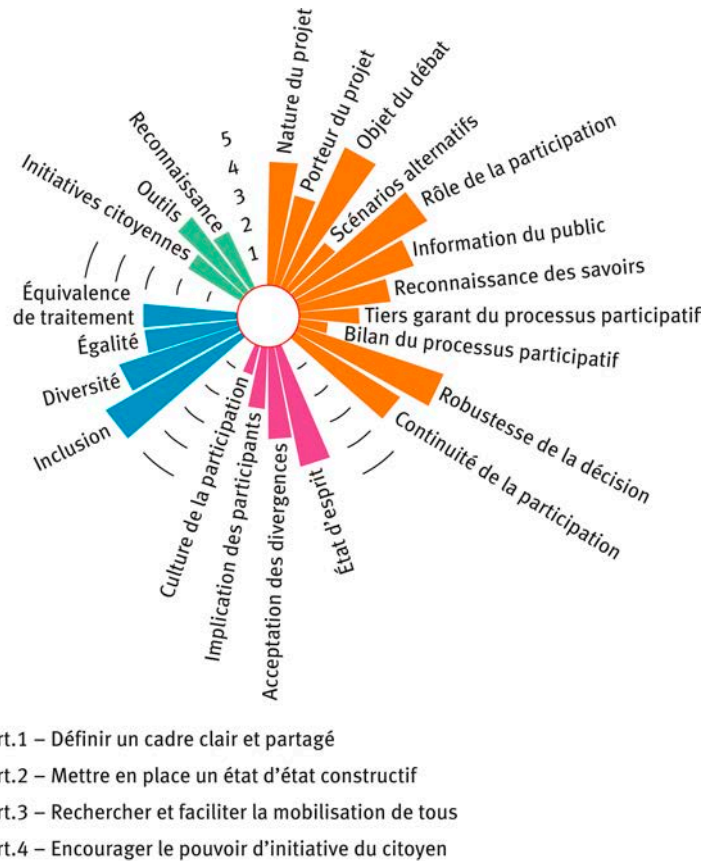 Nature du projet
Porteur du projet
Objet du débat
Scénarios alternatifs
Rôle de la participation
Information du public
Reconnaissance des savoirs
Tiers garant du processus participatif
Bilan du processus participatif
Robustesse de la décision
Continuité de la participation
État d'esprit
Acceptation des divergences
Implication des participants
Culture de la participation
Inclusion
Diversité
Égalité
Équivalence
de traitement
Initiatives citoyennes
Outils
Reconnaissance
5
4
3
2
1
rt.1 – Définir un cadre clair et partagé
rt.2 – Mettre en place un état d'état constructif
rt.3 – Rechercher et faciliter la mobilisation de tous
rt.4 – Encourager le pouvoir d'initiative du citoyen